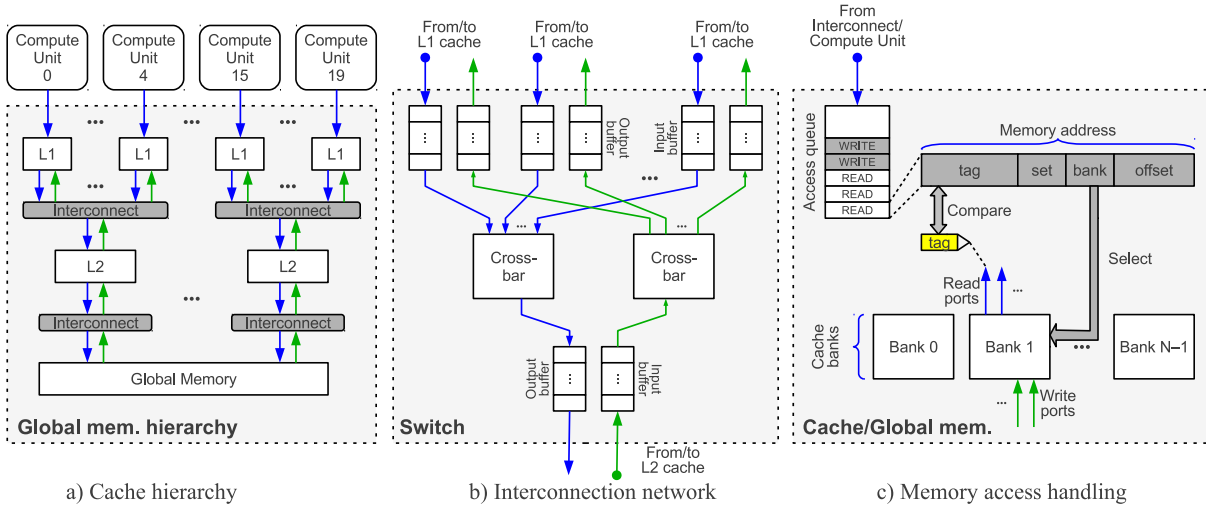 Compute
Unit
0
Compute
Unit
4
Compute
Unit
15
Compute
Unit
19
...
...
L1
L1
L1
L1
...
...
Interconnect
Interconnect
L2
L2
...
Interconnect
Interconnect
Global Memory
Global mem. hierarchy
a) Cache hierarchy
From/to
L1 cache
From/to
L1 cache
From/to
L1 cache
...
...
...
...
...
...
Output
buffer
Input
buffer
...
...
...
Cross-
bar
Cross-
bar
Output
buffer
...
...
Input
buffer
Switch
From/to
L2 cache
b) Interconnection network
From
Interconnect/
Compute Unit
Access queue
WRITE
WRITE
READ
READ
READ
Memory address
tag
set
bank
offset
Compare
tag
Select
Read
ports
...
Cache
banks
Bank 0
Bank 1
...
Bank N–1
...
Write
ports
Cache/Global mem.
c) Memory access handling